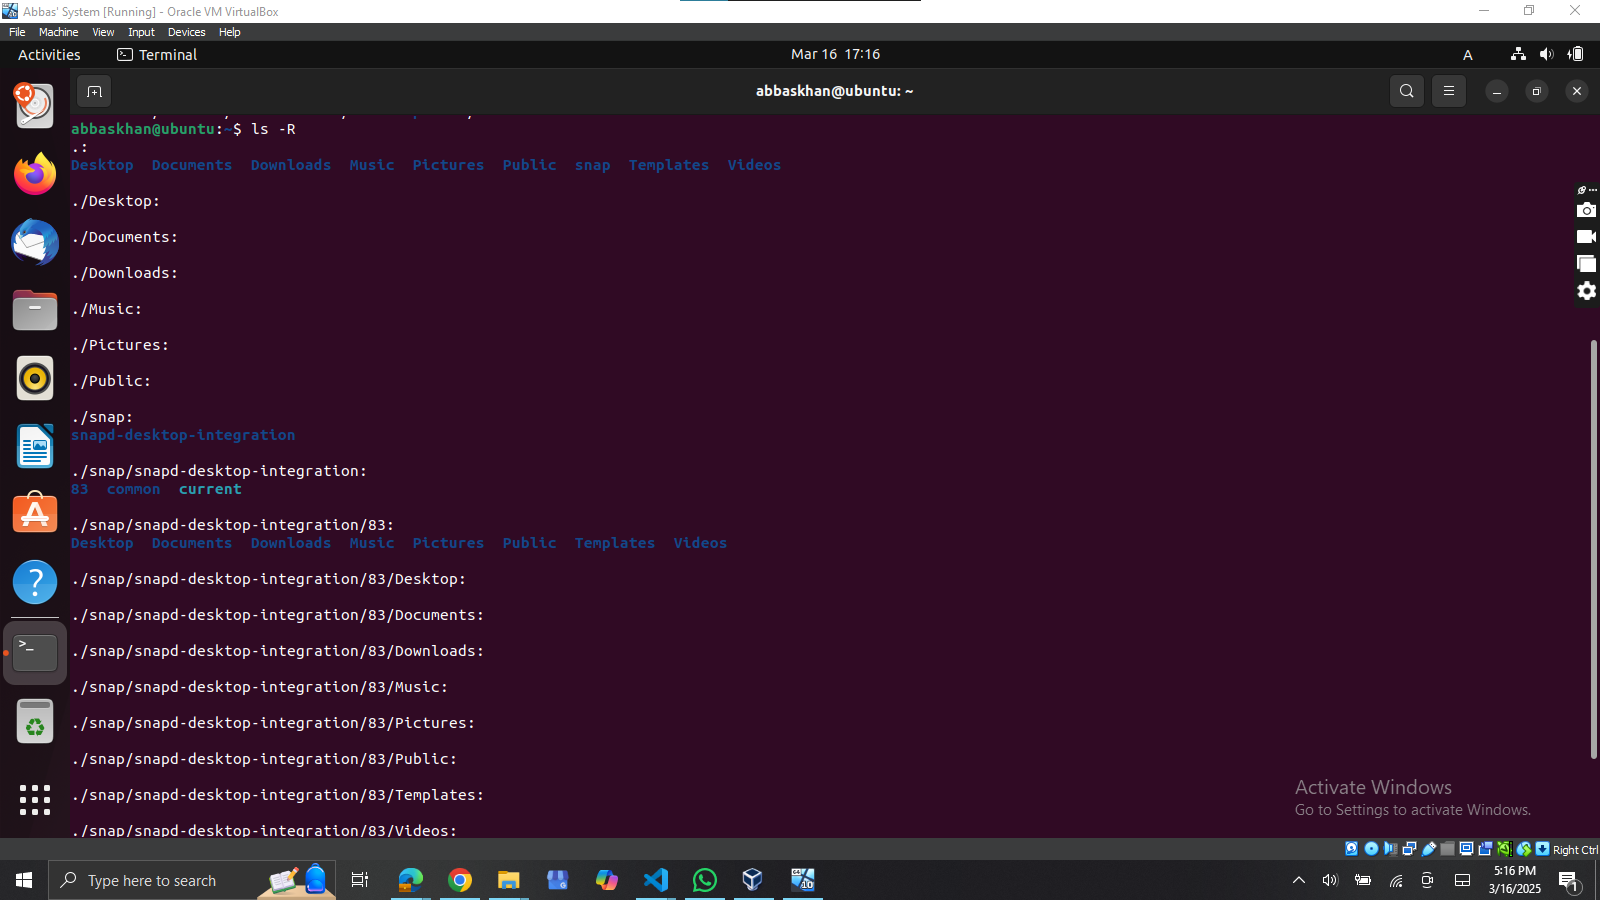 Abbas' System [Running] - Oracle VM VirtualBox
File Machine View Input Devices Help
Activities Terminal Mar 16 17:16 A
abbaskhan@ubuntu: ~
abbaskhan@ubuntu:~$ ls -R
.:
Desktop Documents Downloads Music Pictures Public snap Templates Videos
./Desktop:
./Documents:
./Downloads:
./Music:
./Pictures:
./Public:
./snap:
snapd-desktop-integration
./snap/snapd-desktop-integration:
83 common current
./snap/snapd-desktop-integration/83:
Desktop Documents Downloads Music Pictures Public Templates Videos
./snap/snapd-desktop-integration/83/Desktop:
./snap/snapd-desktop-integration/83/Documents:
./snap/snapd-desktop-integration/83/Downloads:
./snap/snapd-desktop-integration/83/Music:
./snap/snapd-desktop-integration/83/Pictures:
./snap/snapd-desktop-integration/83/Public:
./snap/snapd-desktop-integration/83/Templates:
./snap/snapd-desktop-integration/83/Videos:
Activate Windows
Go to Settings to activate Windows.
Right Ctrl
Type here to search
5:16 PM
3/16/2025
1